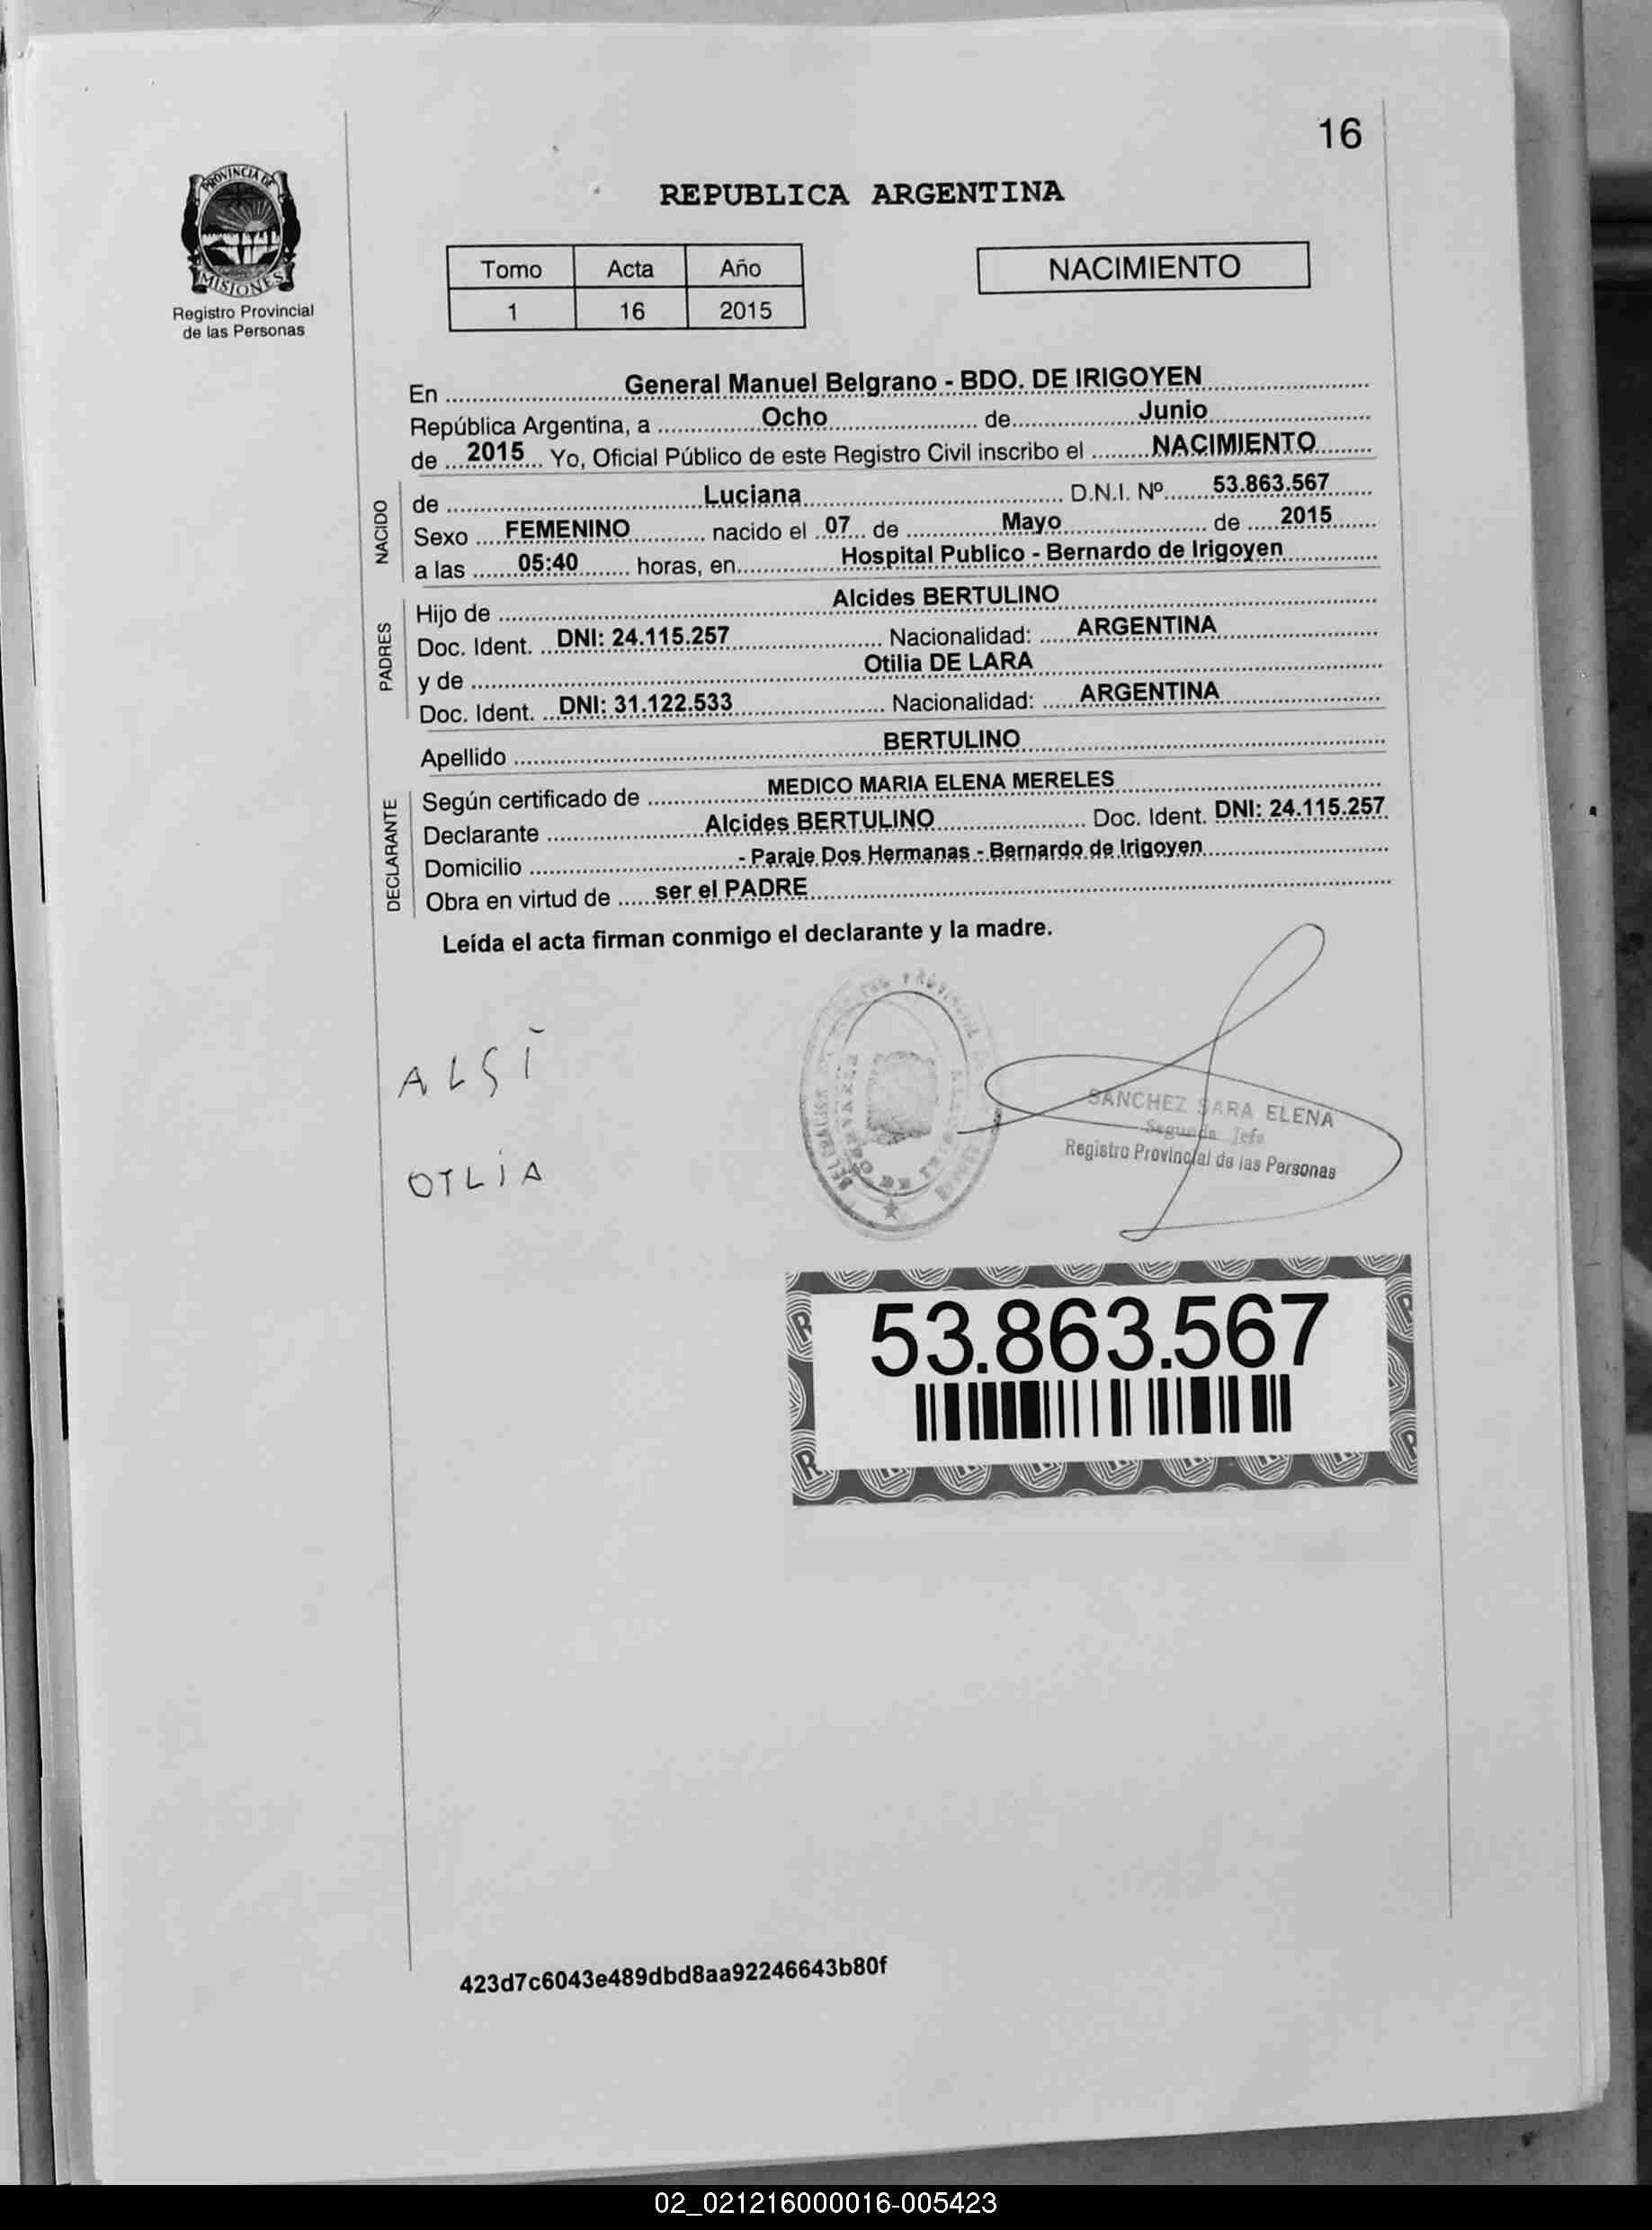 16
PROVINCIA DE
MISIONES
Registro Provincial
de las Personas
REPUBLICA ARGENTINA
Tomo Acta Año
1 16 2015
NACIMIENTO
En General Manuel Belgrano - BDO. DE IRIGOYEN
República Argentina, a Ocho de Junio
de 2015 Yo, Oficial Público de este Registro Civil inscribo el NACIMIENTO
NACIDO
de Luciana D.N.I. Nº 53.863.567
Sexo FEMENINO nacido el 07 de Mayo de 2015
a las 05:40 horas, en Hospital Publico - Bernardo de Irigoyen
PADRES
Hijo de Alcides BERTULINO
Doc. Ident. DNI: 24.115.257 Nacionalidad: ARGENTINA
y de Otilia DE LARA
Doc. Ident. DNI: 31.122.533 Nacionalidad: ARGENTINA
Apellido BERTULINO
DECLARANTE
Según certificado de MEDICO MARIA ELENA MERELES
Declarante Alcides BERTULINO Doc. Ident. DNI: 24.115.257
Domicilio - Paraje Dos Hermanas - Bernardo de Irigoyen
Obra en virtud de ser el PADRE
Leída el acta firman conmigo el declarante y la madre.
ALSI
OTLIA
SANCHEZ SARA ELENA
Segunda Jefe
Registro Provincial de las Personas
53.863.567
423d7c6043e489dbd8aa92246643b80f
02_021216000016-005423